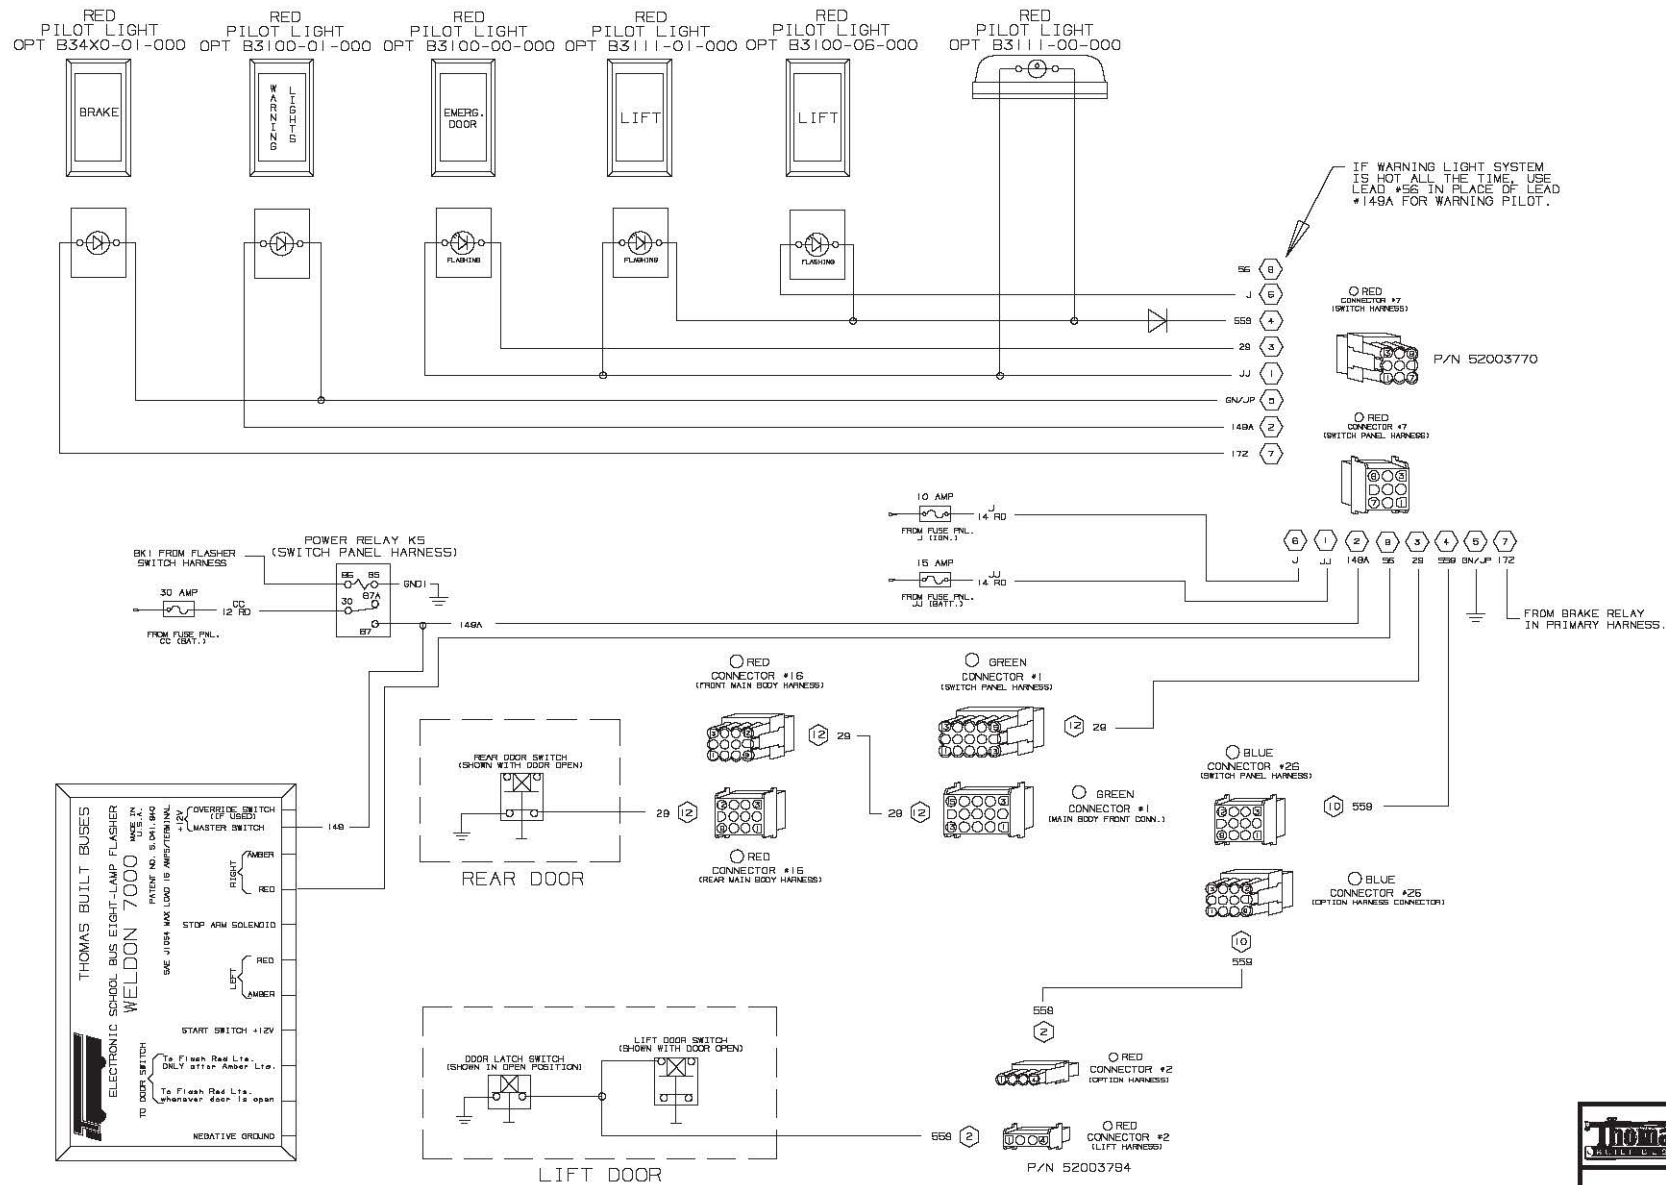 RED
PILOT LIGHT
OPT B34X0-01-000
RED
PILOT LIGHT
OPT B3100-01-000
RED
PILOT LIGHT
OPT B3100-00-000
RED
PILOT LIGHT
OPT B3111-01-000
RED
PILOT LIGHT
OPT B3100-06-000
RED
PILOT LIGHT
OPT B3111-00-000
BRAKE
WARNING
LIGHTS
EMERG.
DOOR
LIFT
LIFT
FLASHING
FLASHING
FLASHING
IF WARNING LIGHT SYSTEM
IS HOT ALL THE TIME, USE
LEAD #56 IN PLACE OF LEAD
#149A FOR WARNING PILOT.
56
J 6
559 4
29 3
JJ 1
GN/JP 5
149A 2
172 7
RED
CONNECTOR #7
(SWITCH HARNESS)
P/N 52003770
RED
CONNECTOR #7
(SWITCH PANEL HARNESS)
10 AMP
J
14 RD
FROM FUSE PNL.
J (IGN.)
15 AMP
JJ
14 RD
FROM FUSE PNL.
JJ (BATT.)
6 1 2 3 4 5 7
J JJ 149A 56 29 559 GN/JP 172
FROM BRAKE RELAY
IN PRIMARY HARNESS.
POWER RELAY K5
(SWITCH PANEL HARNESS)
BK1 FROM FLASHER
SWITCH HARNESS
86 85
GND1
30 87A
87
30 AMP
CC
12 RD
FROM FUSE PNL.
CC (BAT.)
149A
RED
CONNECTOR #16
(FRONT MAIN BODY HARNESS)
12 29
GREEN
CONNECTOR #1
(SWITCH PANEL HARNESS)
12 29
REAR DOOR SWITCH
(SHOWN WITH DOOR OPEN)
REAR DOOR
29 12
RED
CONNECTOR #16
(REAR MAIN BODY HARNESS)
29 12
GREEN
CONNECTOR #1
(MAIN BODY FRONT CONN.)
BLUE
CONNECTOR #26
(SWITCH PANEL HARNESS)
10 559
BLUE
CONNECTOR #26
(OPTION HARNESS CONNECTOR)
10
559
559
2
RED
CONNECTOR #2
(OPTION HARNESS)
RED
CONNECTOR #2
(LIFT HARNESS)
559 2
P/N 52003794
DOOR LATCH SWITCH
(SHOWN IN OPEN POSITION)
LIFT DOOR SWITCH
(SHOWN WITH DOOR OPEN)
LIFT DOOR
THOMAS BUILT BUSES
ELECTRONIC SCHOOL BUS EIGHT-LAMP FLASHER
WELDON 7000
MADE IN
U.S.A.
PATENT NO. 5,041,640
SAE J1054 MAX LOAD 15 AMPS/TERMINAL
+12V
OVERRIDE SWITCH
(IF USED)
MASTER SWITCH
149
RIGHT
AMBER
RED
STOP ARM SOLENOID
LEFT
RED
AMBER
START SWITCH +12V
TO DOOR SWITCH
To Flash Red Lts.
ONLY after Amber Lts.
To Flash Red Lts.
whenever door is open
NEGATIVE GROUND